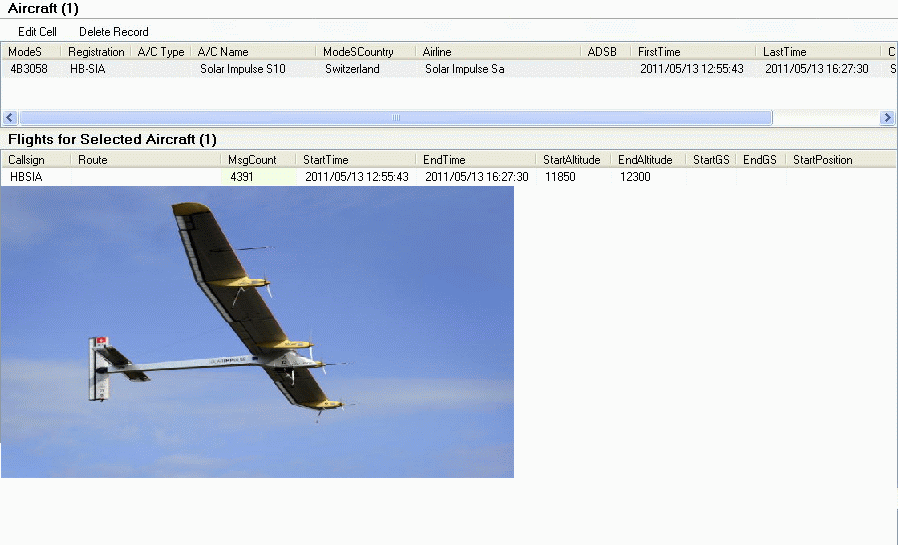 Aircraft (1)
Edit Cell Delete Record
ModeS Registration A/C Type A/C Name ModeSCountry Airline ADSB FirstTime LastTime C
4B3058 HB-SIA Solar Impulse S10 Switzerland Solar Impulse Sa 2011/05/13 12:55:43 2011/05/13 16:27:30 S
Flights for Selected Aircraft (1)
Callsign Route MsgCount StartTime EndTime StartAltitude EndAltitude StartGS EndGS StartPosition
HBSIA 4391 2011/05/13 12:55:43 2011/05/13 16:27:30 11850 12300